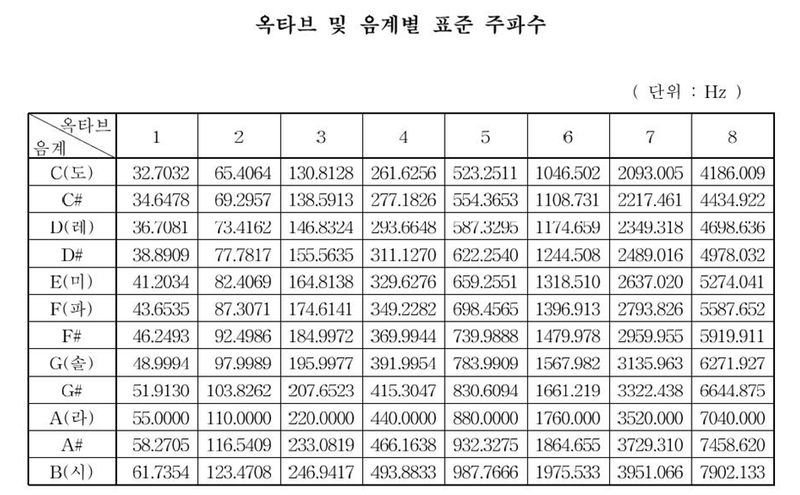 옥타브 및 음계별 표준 주파수
( 단위 : Hz )
옥타브 음계 1 2 3 4 5 6 7 8
C(도) 32.7032 65.4064 130.8128 261.6256 523.2511 1046.502 2093.005 4186.009
C# 34.6478 69.2957 138.5913 277.1826 554.3653 1108.731 2217.461 4434.922
D(레) 36.7081 73.4162 146.8324 293.6648 587.3295 1174.659 2349.318 4698.636
D# 38.8909 77.7817 155.5635 311.1270 622.2540 1244.508 2489.016 4978.032
E(미) 41.2034 82.4069 164.8138 329.6276 659.2551 1318.510 2637.020 5274.041
F(파) 43.6535 87.3071 174.6141 349.2282 698.4565 1396.913 2793.826 5587.652
F# 46.2493 92.4986 184.9972 369.9944 739.9888 1479.978 2959.955 5919.911
G(솔) 48.9994 97.9989 195.9977 391.9954 783.9909 1567.982 3135.963 6271.927
G# 51.9130 103.8262 207.6523 415.3047 830.6094 1661.219 3322.438 6644.875
A(라) 55.0000 110.0000 220.0000 440.0000 880.0000 1760.000 3520.000 7040.000
A# 58.2705 116.5409 233.0819 466.1638 932.3275 1864.655 3729.310 7458.620
B(시) 61.7354 123.4708 246.9417 493.8833 987.7666 1975.533 3951.066 7902.133